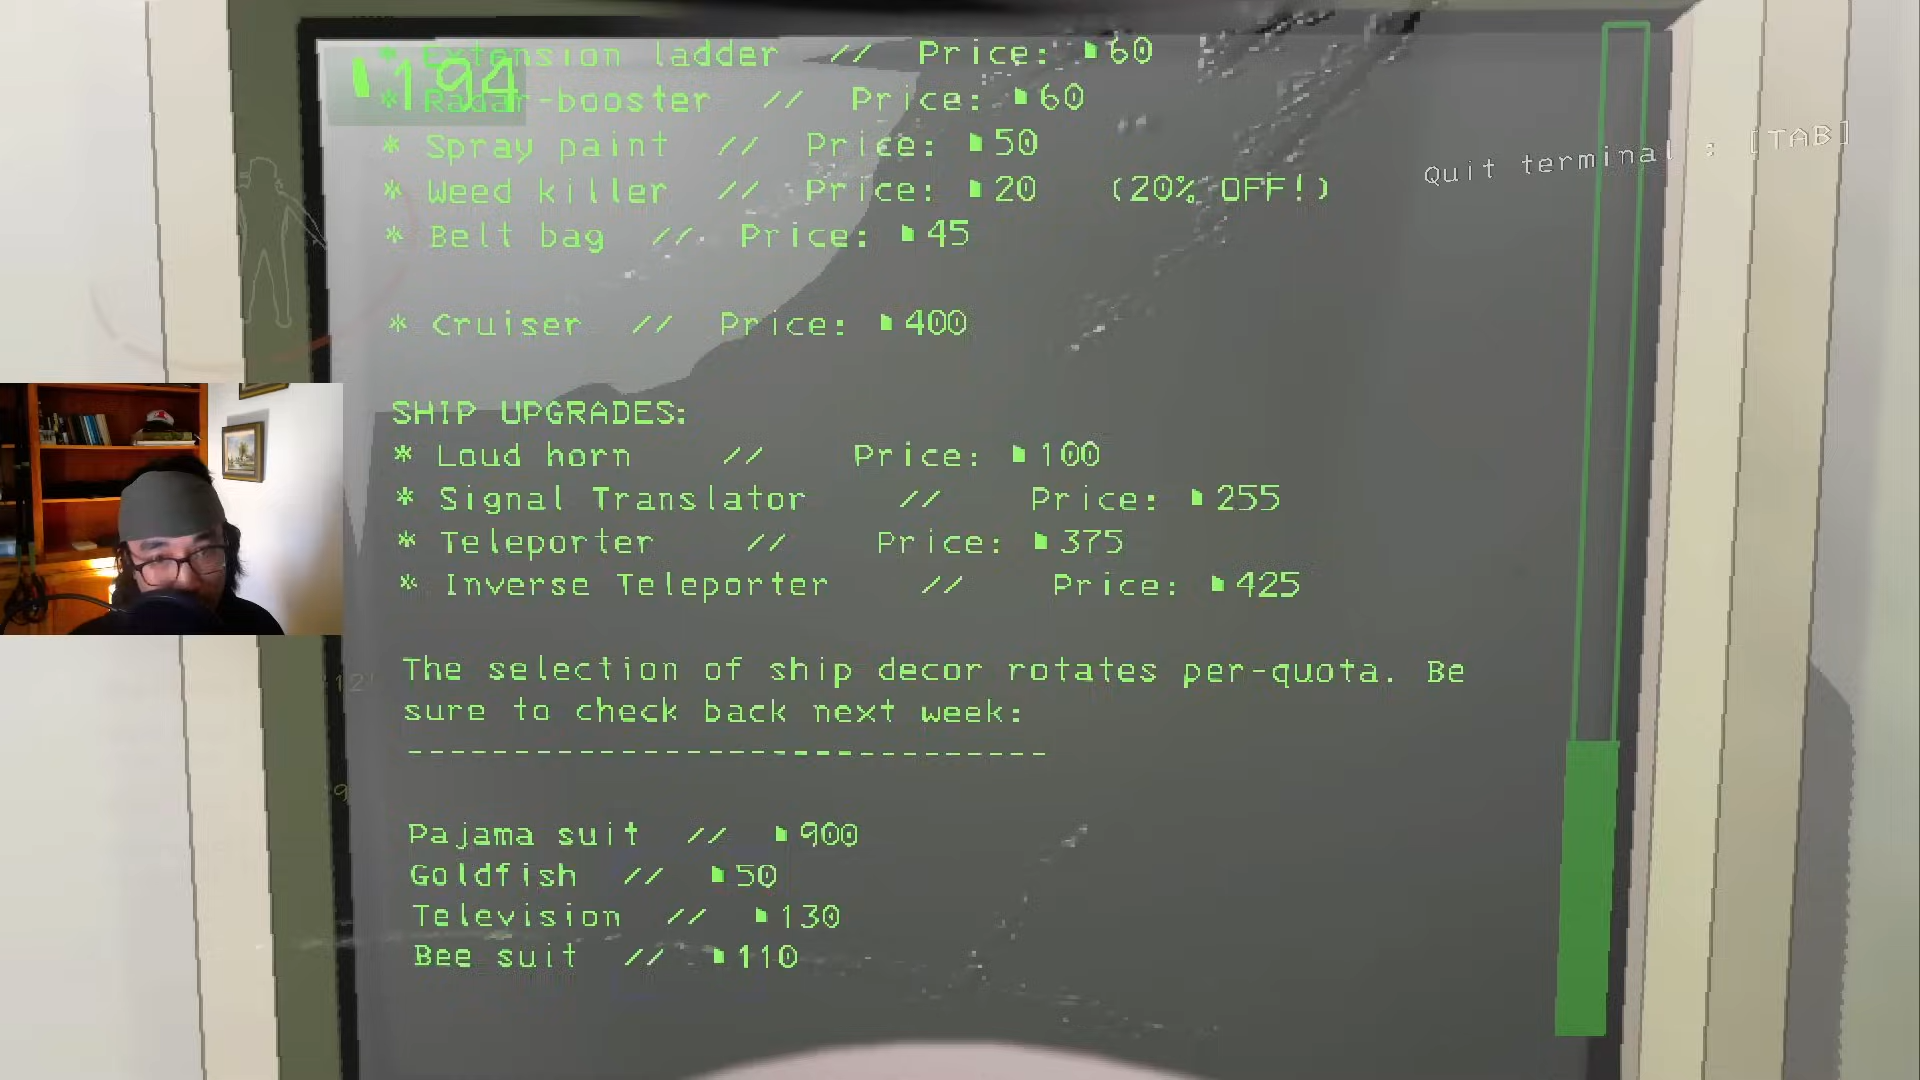 * Extension ladder // Price: 60
194
* Radar-booster // Price: 60
* Spray paint // Price: 50
* Weed killer // Price: 20 (20% OFF!)
* Belt bag // Price: 45
Quit terminal : [TAB]
* Cruiser // Price: 400
SHIP UPGRADES:
* Loud horn // Price: 100
* Signal Translator // Price: 255
* Teleporter // Price: 375
* Inverse Teleporter // Price: 425
The selection of ship decor rotates per-quota. Be
sure to check back next week:
------------------------------
Pajama suit // 900
Goldfish // 50
Television // 130
Bee suit // 110